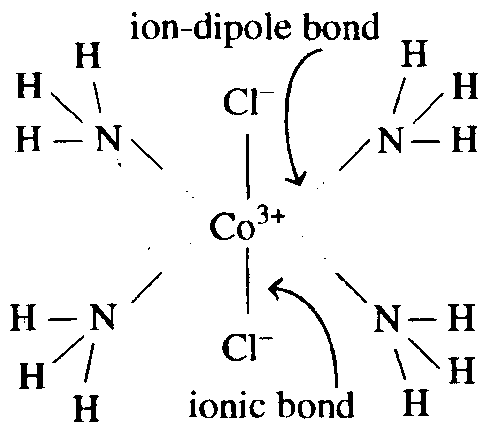 ion-dipole bond
H H
H Cl⁻ H
H – N N – H
Co³⁺
H – N N – H
H Cl⁻ H
H H
ionic bond